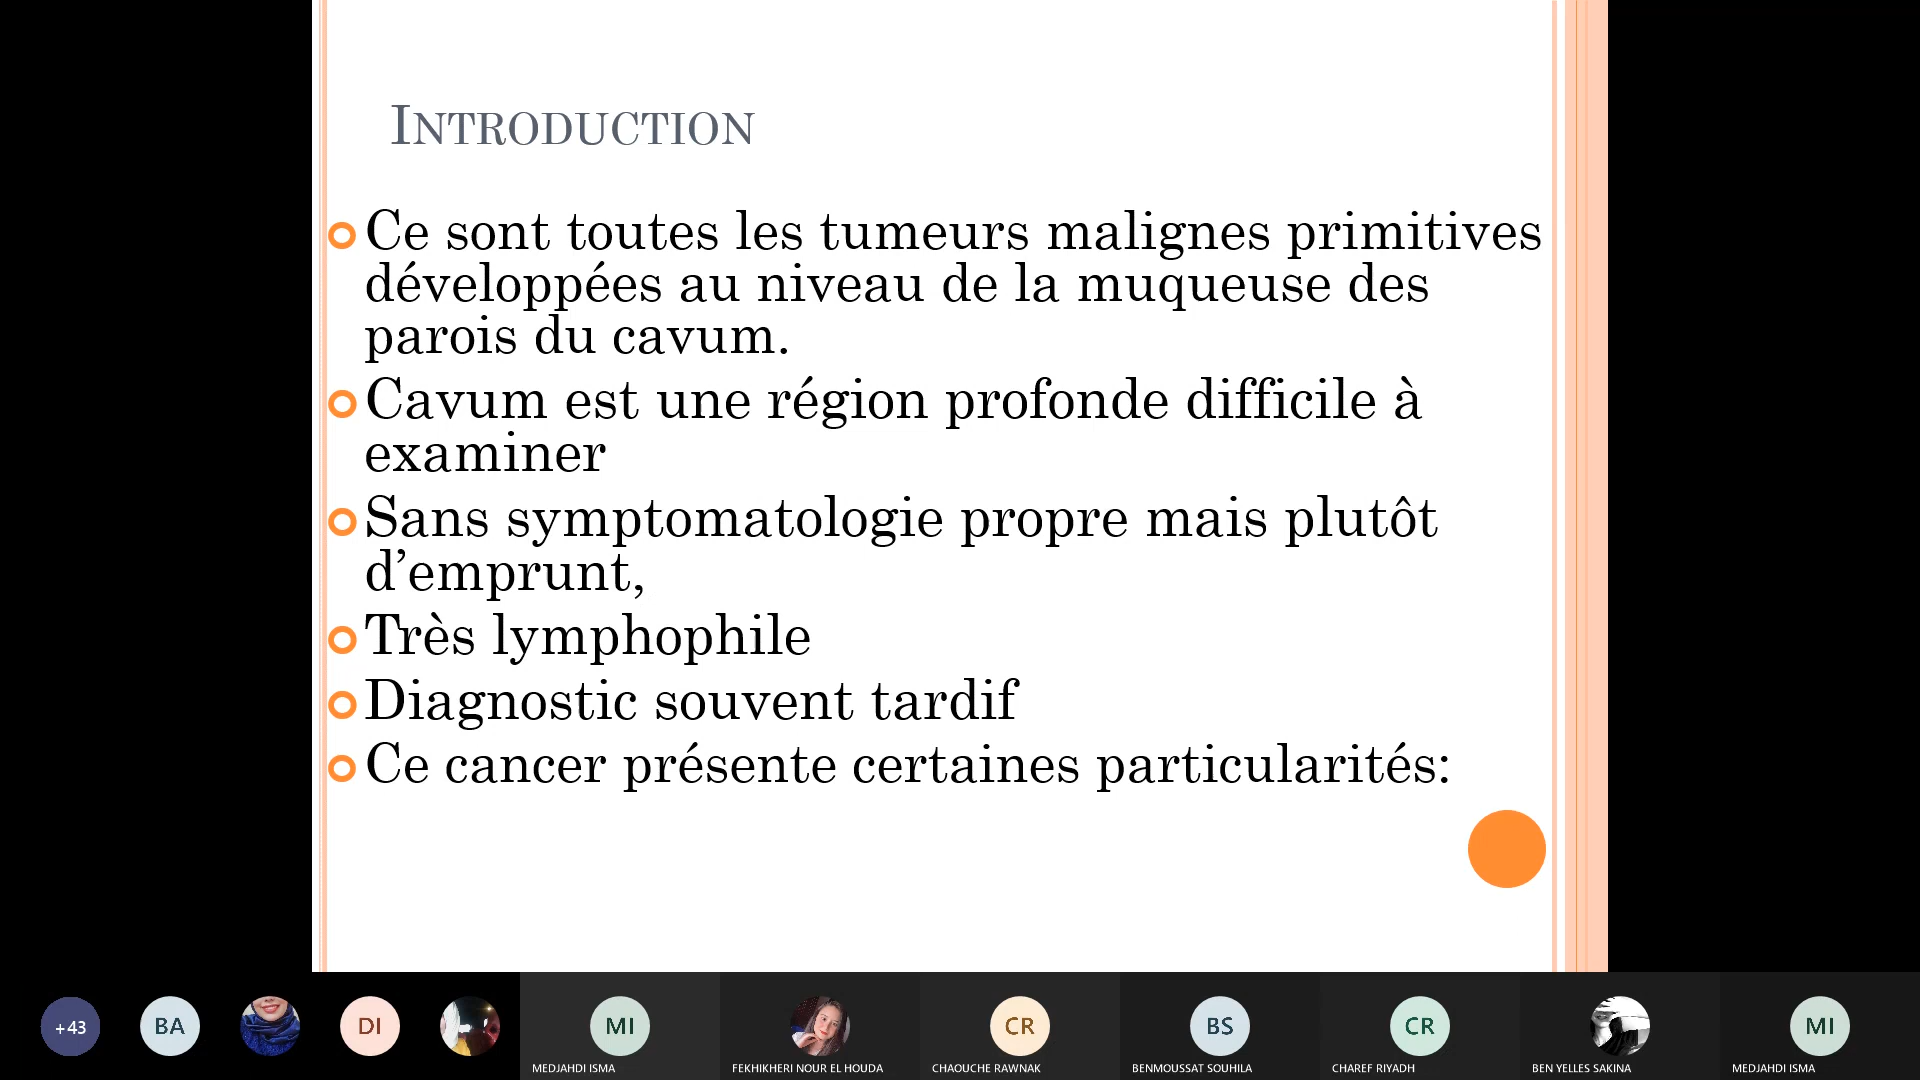 INTRODUCTION
Ce sont toutes les tumeurs malignes primitives
développées au niveau de la muqueuse des
parois du cavum.
Cavum est une région profonde difficile à
examiner
Sans symptomatologie propre mais plutôt
d’emprunt,
Très lymphophile
Diagnostic souvent tardif
Ce cancer présente certaines particularités:
+43
BA
DI
MI
CR
BS
CR
MI
MEDJAHDI ISMA
FEKHIKHERI NOUR EL HOUDA
CHAOUCHE RAWNAK
BENMOUSSAT SOUHILA
CHAREF RIYADH
BEN YELLES SAKINA
MEDJAHDI ISMA